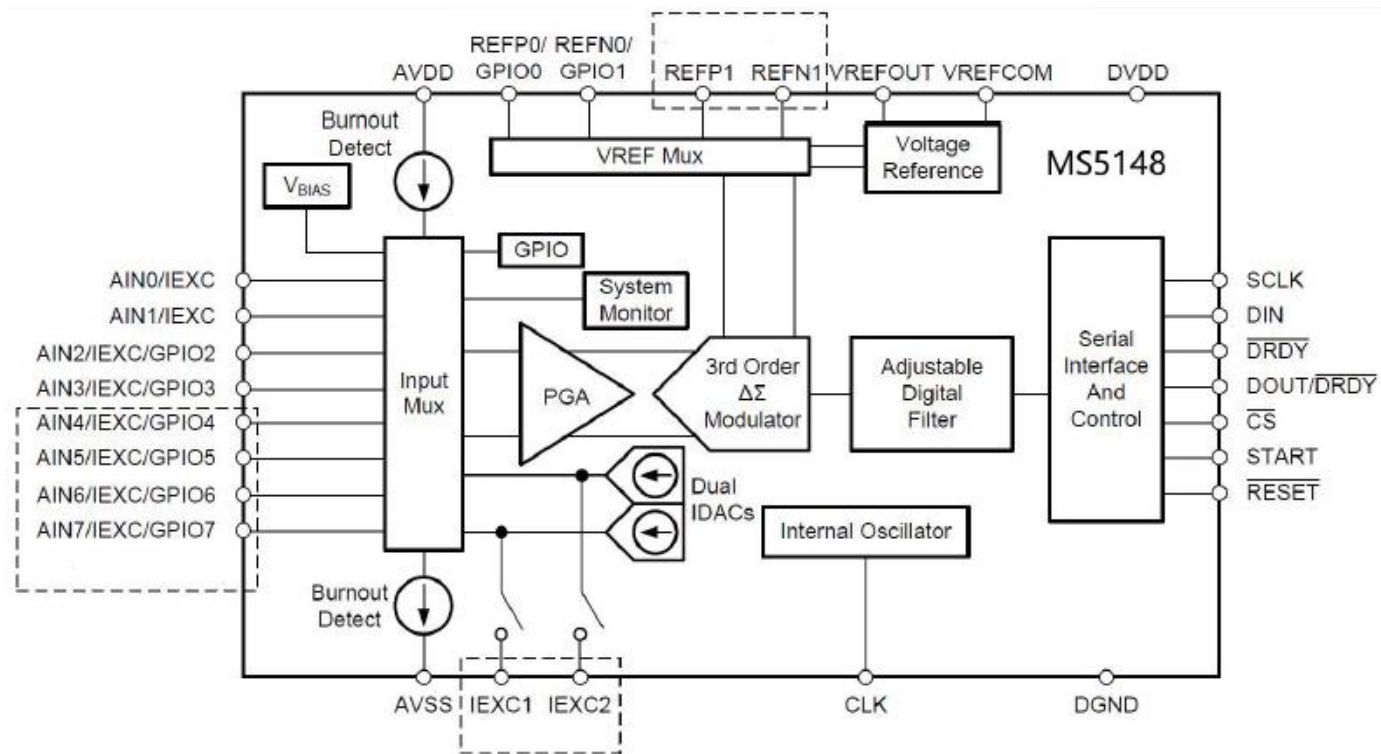 REFP0/ REFN0/
AVDD GPIO0 GPIO1 REFP1 REFN1 VREFOUT VREFCOM DVDD
Burnout
Detect
VREF Mux
Voltage
Reference
MS5148
VBIAS
GPIO
System
Monitor
AIN0/IEXC
AIN1/IEXC
AIN2/IEXC/GPIO2
AIN3/IEXC/GPIO3
AIN4/IEXC/GPIO4
AIN5/IEXC/GPIO5
AIN6/IEXC/GPIO6
AIN7/IEXC/GPIO7
Input
Mux
PGA
3rd Order
ΔΣ
Modulator
Adjustable
Digital
Filter
Serial
Interface
And
Control
SCLK
DIN
DRDY
DOUT/DRDY
CS
START
RESET
Dual
IDACs
Internal Oscillator
Burnout
Detect
AVSS IEXC1 IEXC2 CLK DGND